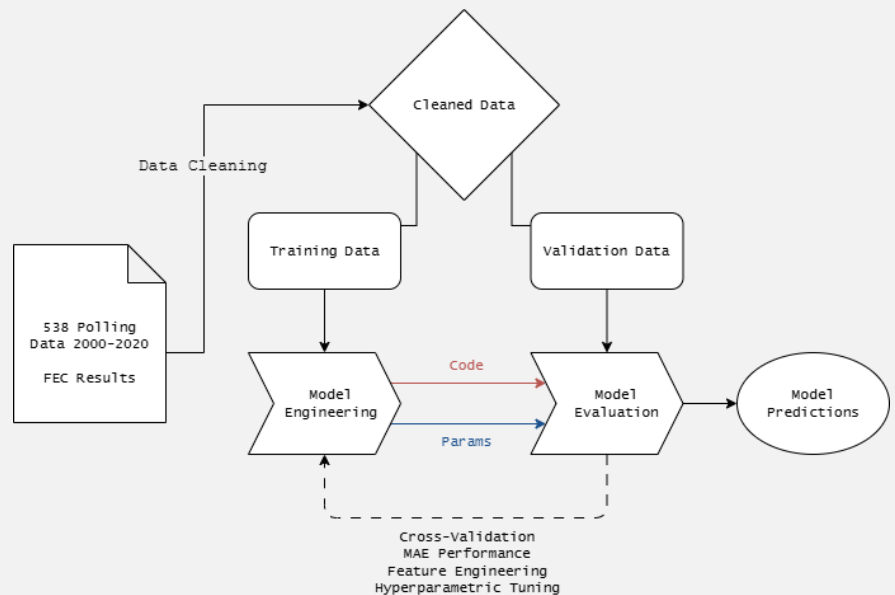 Cleaned Data
Data Cleaning
Training Data
Validation Data
538 Polling
Data 2000-2020
FEC Results
Code
Model
Engineering
Model
Evaluation
Model
Predictions
Params
Cross-Validation
MAE Performance
Feature Engineering
Hyperparametric Tuning